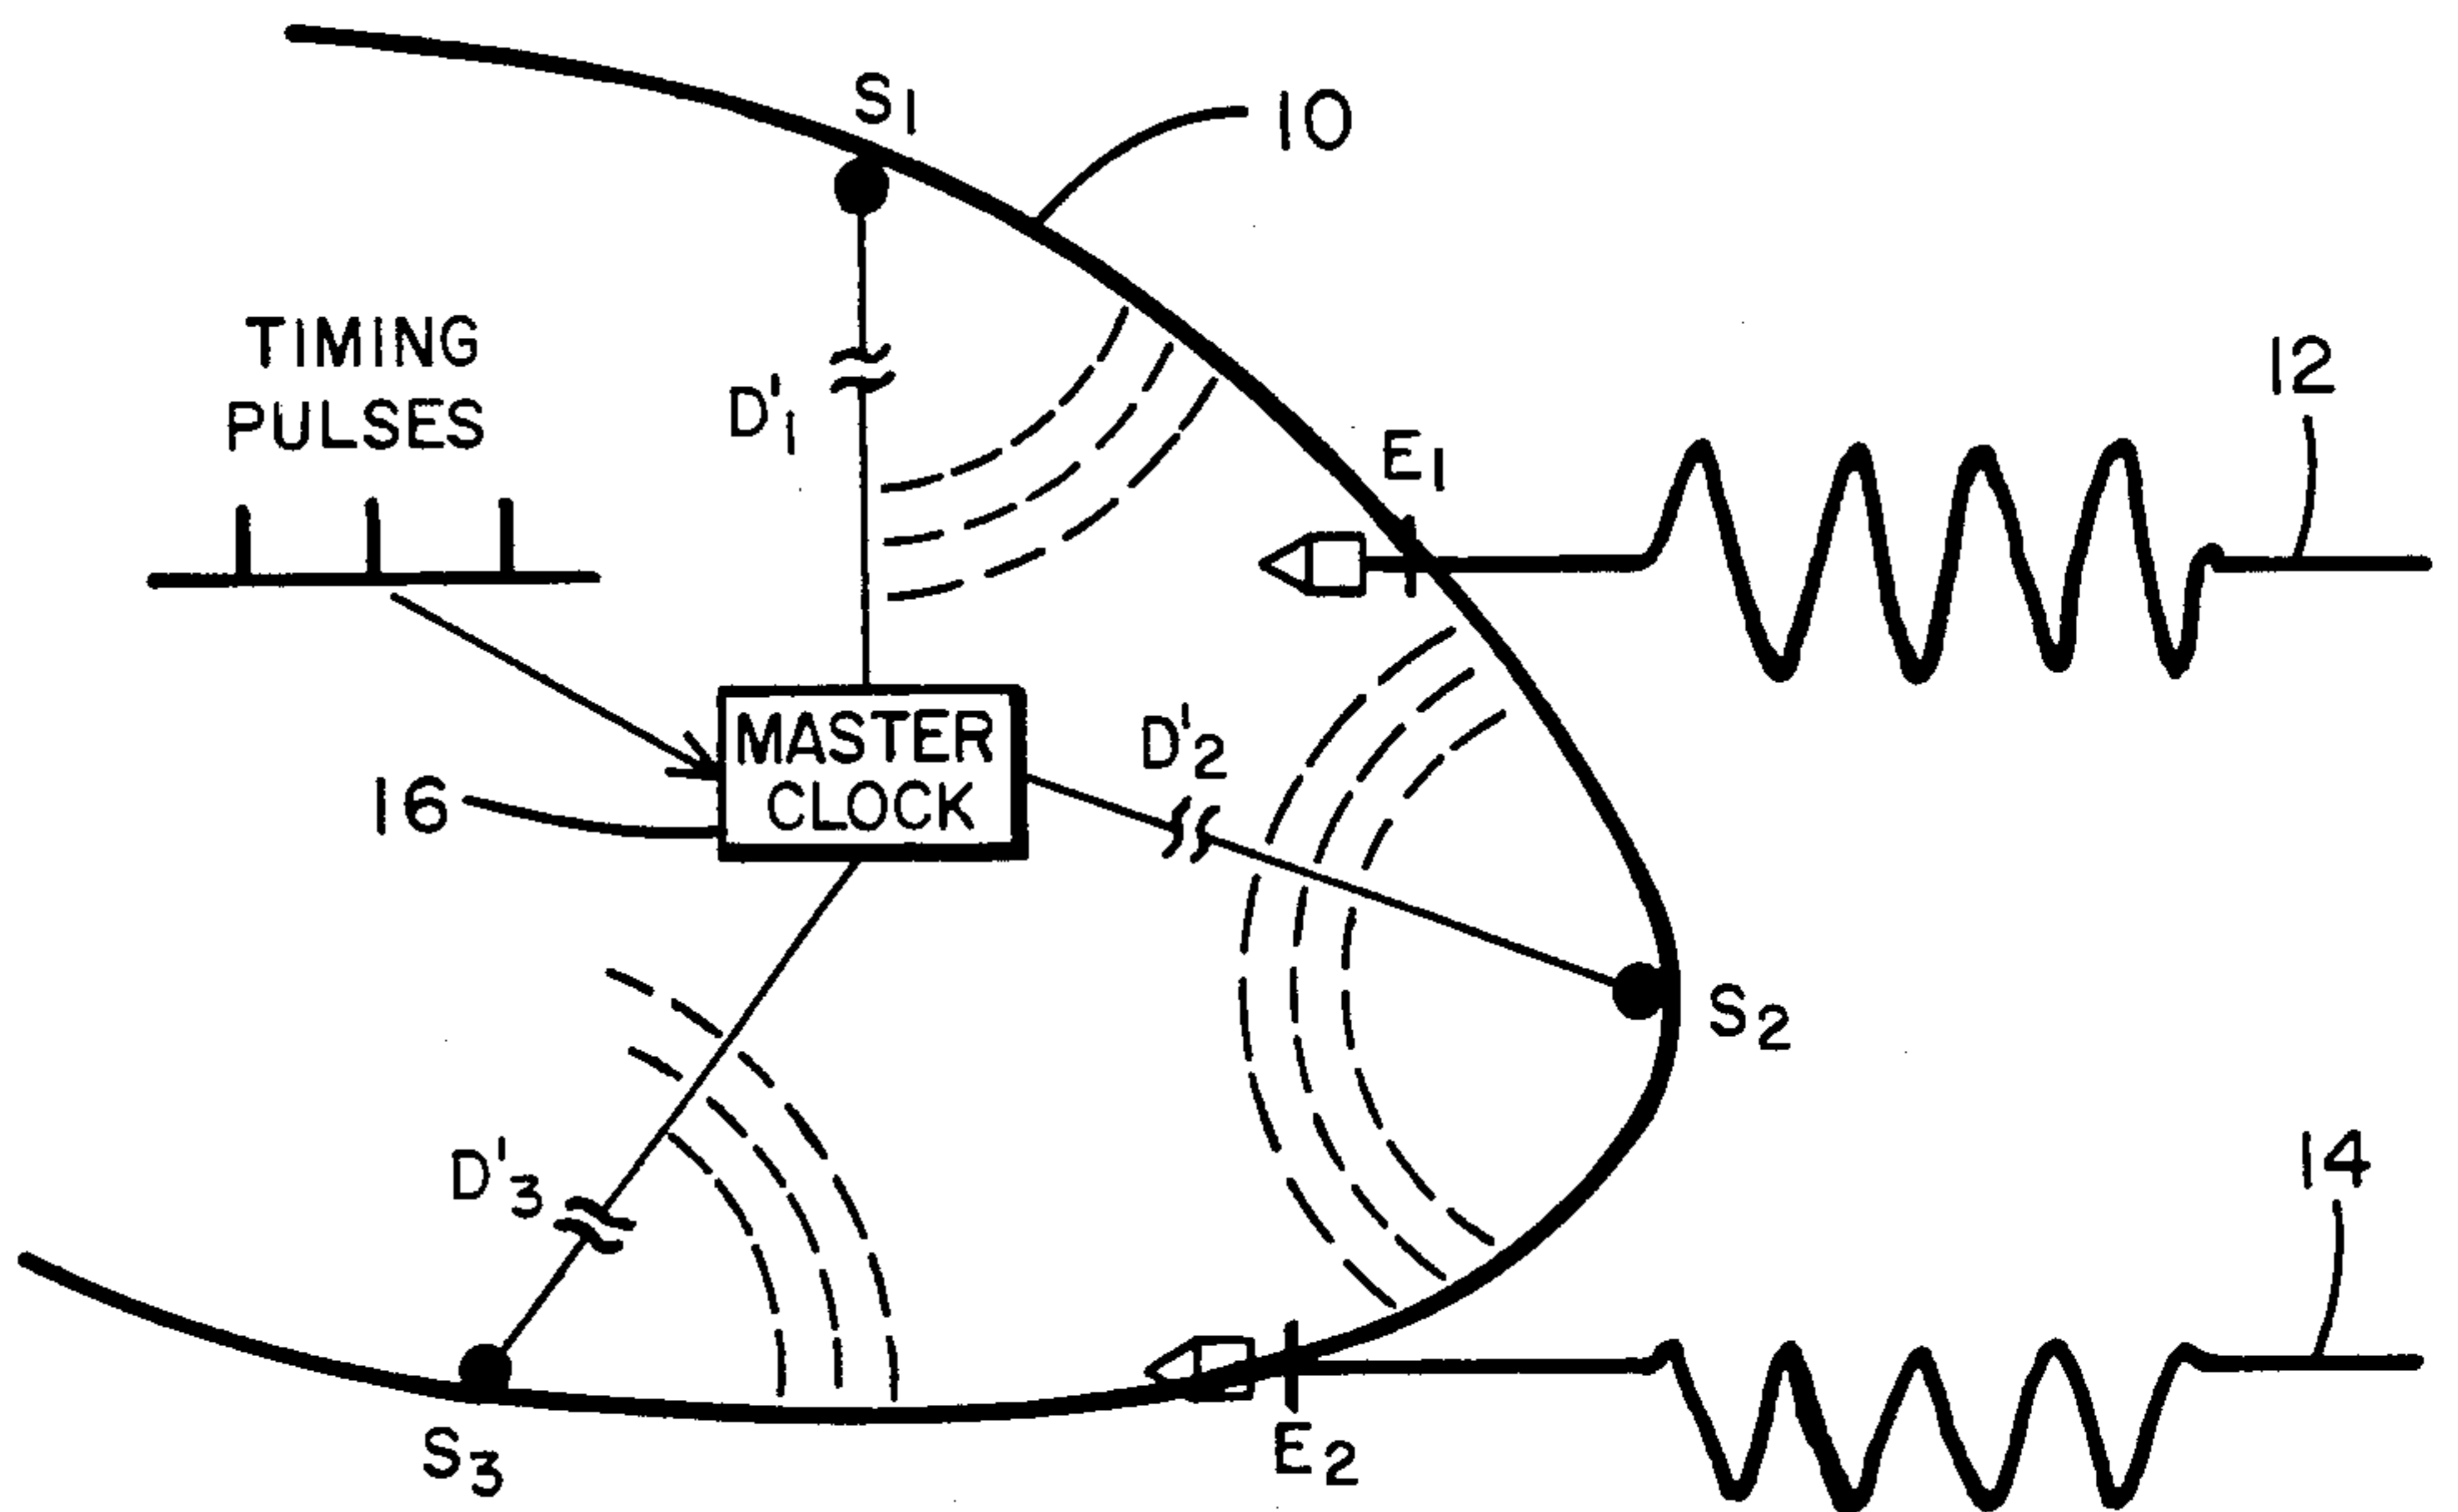 S1
10
TIMING
PULSES
D'1
12
E1
MASTER
CLOCK
D'2
16
S2
D'3
14
S3
E2